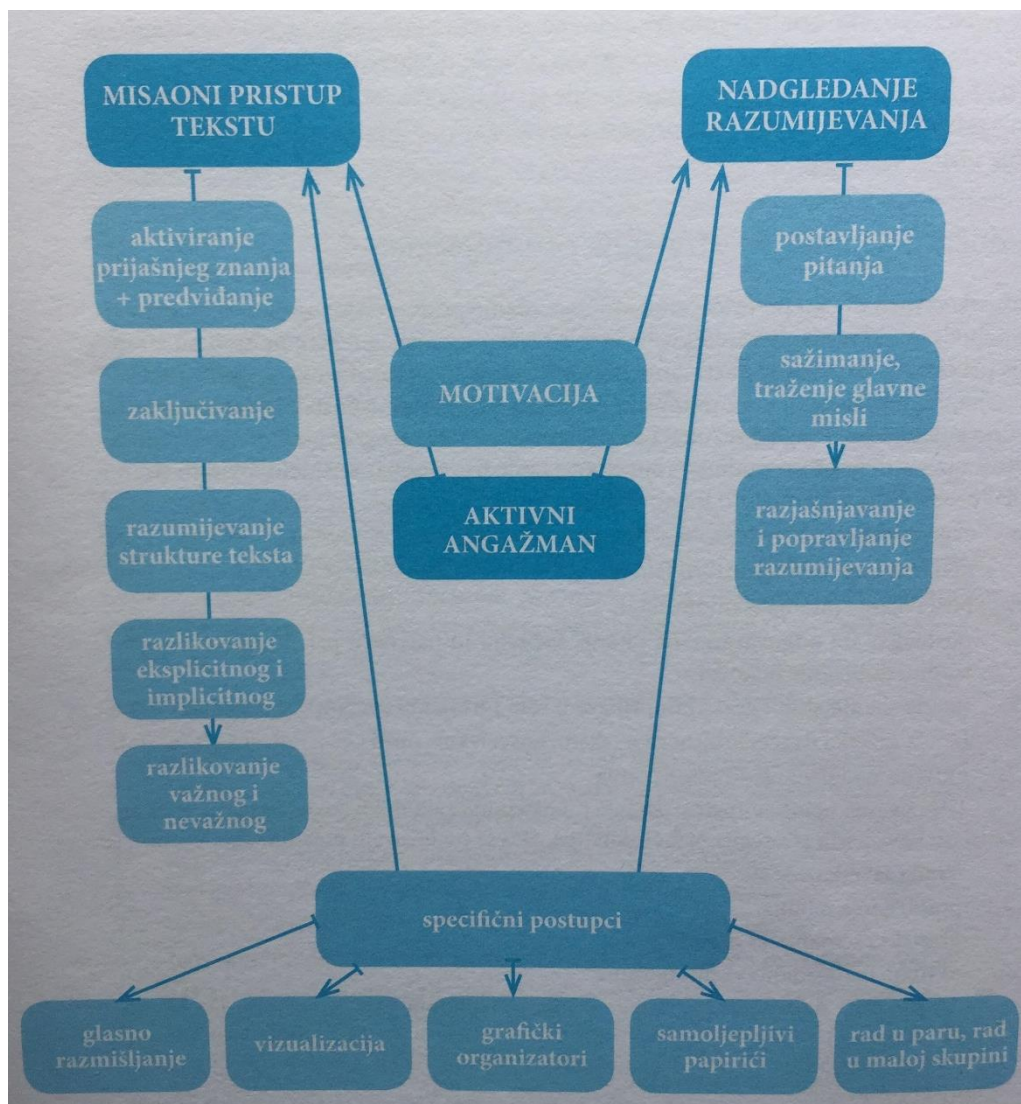 MISAONI PRISTUP
TEKSTU
NADGLEDANJE
RAZUMIJEVANJA
aktiviranje
prijašnjeg znanja
+ predviđanje
postavljanje
pitanja
zaključivanje
MOTIVACIJA
sažimanje,
traženje glavne
misli
razumijevanje
strukture teksta
AKTIVNI
ANGAŽMAN
razjašnjavanje
i popravljanje
razumijevanja
razlikovanje
eksplicitnog i
implicitnog
razlikovanje
važnog i
nevažnog
specifični postupci
glasno
razmišljanje
vizualizacija
grafički
organizatori
samoljepljivi
papirići
rad u paru, rad
u maloj skupini